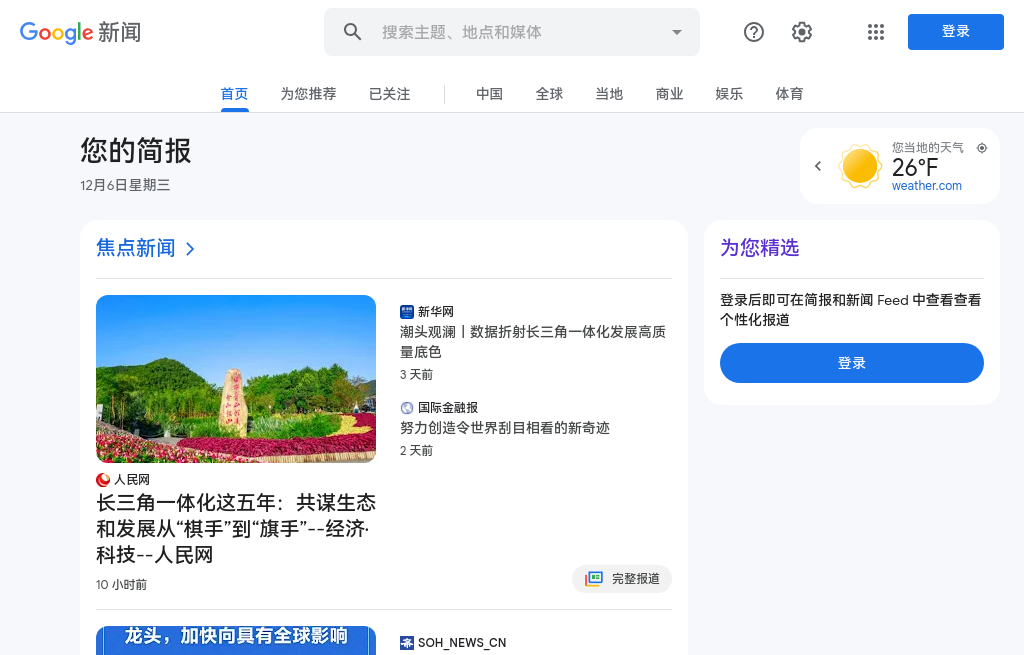 Google 新闻
搜索主题、地点和媒体
登录
首页
为您推荐
已关注
中国
全球
当地
商业
娱乐
体育
您的简报
12月6日星期三
您当地的天气
26°F
weather.com
焦点新闻
人民网
长三角一体化这五年：共谋生态
和发展从“棋手”到“旗手”--经济·
科技--人民网
10 小时前
新华网
潮头观澜丨数据折射长三角一体化发展高质
量底色
3 天前
国际金融报
努力创造令世界刮目相看的新奇迹
2 天前
完整报道
龙头，加快向具有全球影响
SOH_NEWS_CN
为您精选
登录后即可在简报和新闻 Feed 中查看查看
个性化报道
登录